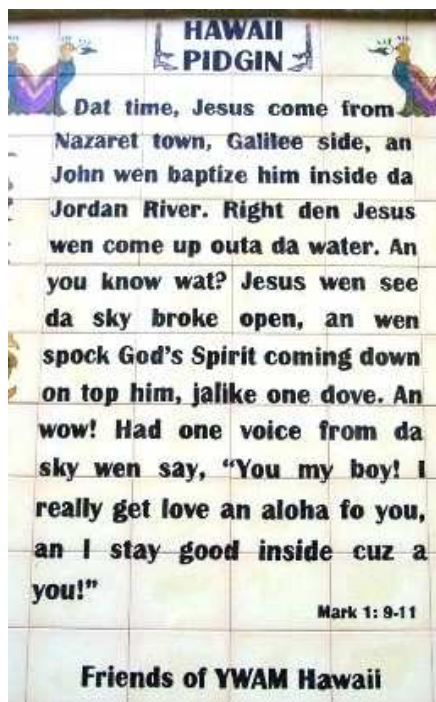 HAWAII
PIDGIN
Dat time, Jesus come from
Nazaret town, Galilee side, an
John wen baptize him inside da
Jordan River. Right den Jesus
wen come up outa da water. An
you know wat? Jesus wen see
da sky broke open, an wen
spock God's Spirit coming down
on top him, jalike one dove. An
wow! Had one voice from da
sky wen say, “You my boy! I
really get love an aloha fo you,
an I stay good inside cuz a
you!”
Mark 1: 9-11
Friends of YWAM Hawaii